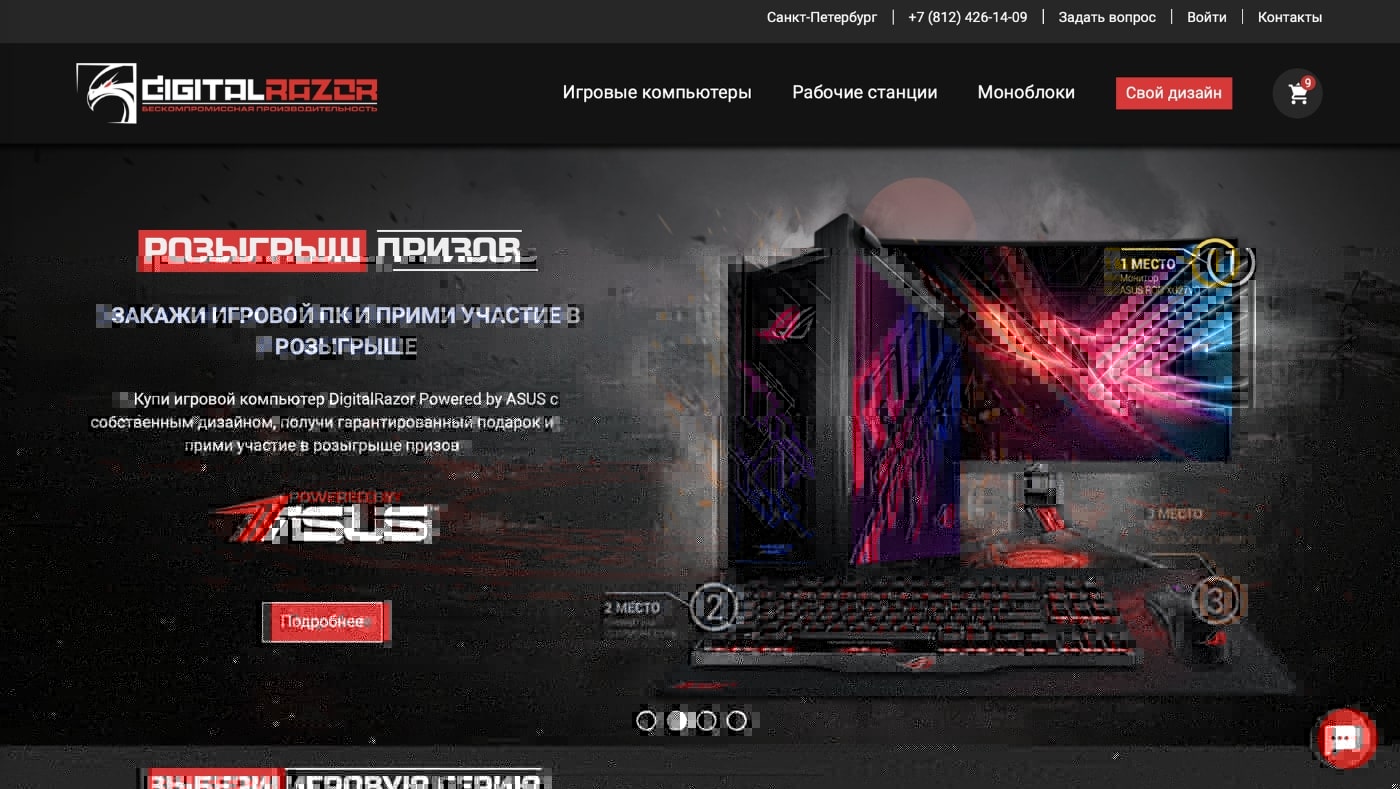 Санкт-Петербург
+7 (812) 426-14-09
Задать вопрос
Войти
Контакты
DIGITALRAZOR
БЕСКОМПРОМИССНАЯ ПРОИЗВОДИТЕЛЬНОСТЬ
Игровые компьютеры
Рабочие станции
Моноблоки
Свой дизайн
9
РОЗЫГРЫШ ПРИЗОВ
ЗАКАЖИ ИГРОВОЙ ПК И ПРИМИ УЧАСТИЕ В
РОЗЫГРЫШЕ
Купи игровой компьютер DigitalRazor Powered by ASUS с
собственным дизайном, получи гарантированный подарок и
прими участие в розыгрыше призов
POWERED BY
ASUS
Подробнее
1 МЕСТО
1
Монитор
ASUS ROG
3 МЕСТО
3
2 МЕСТО
2
ВЫБЕРИ ИГРОВУЮ СЕРИЮ